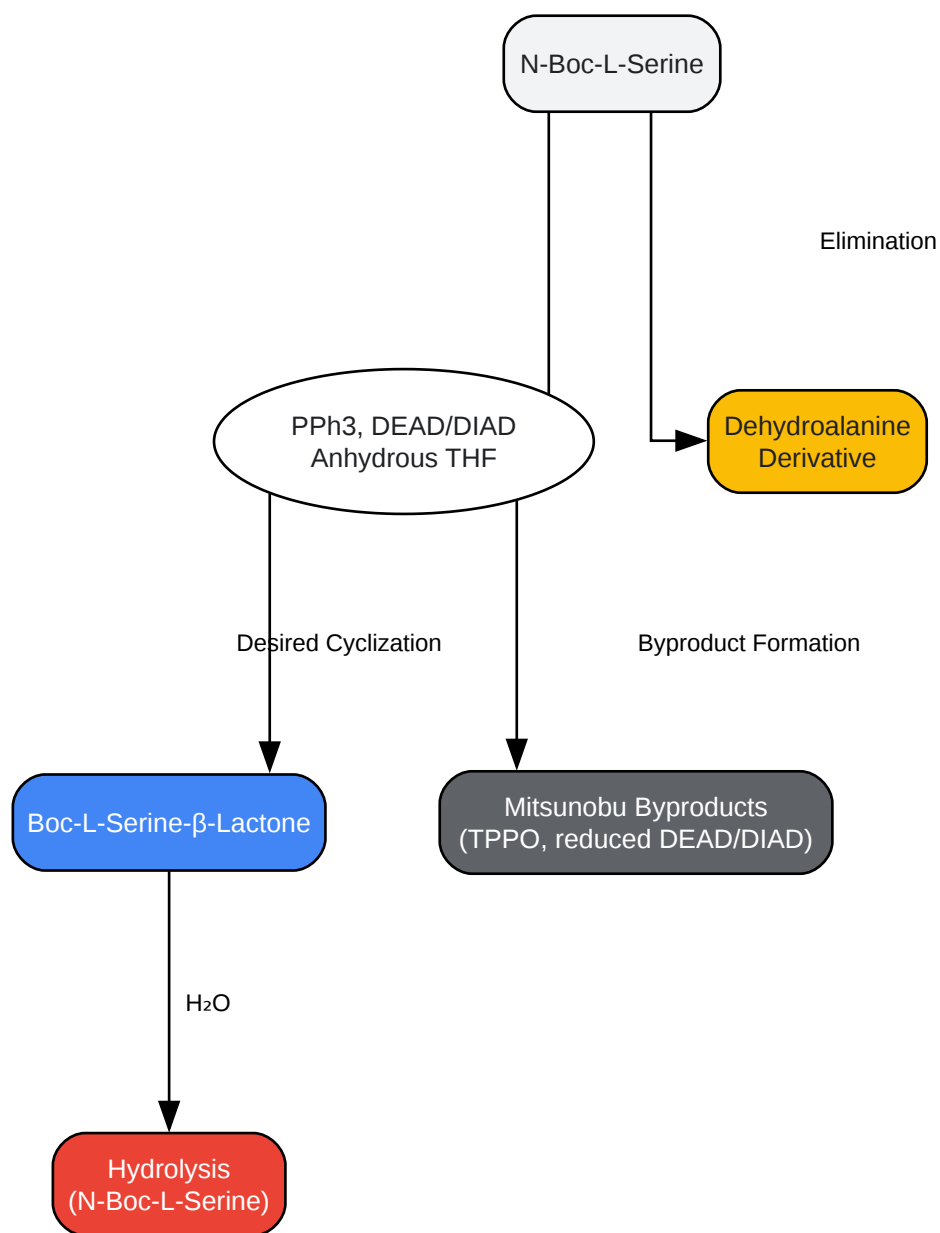 N-Boc-L-Serine
Elimination
PPh3, DEAD/DIAD
Anhydrous THF
Dehydroalanine
Derivative
Desired Cyclization
Byproduct Formation
Boc-L-Serine-β-Lactone
Mitsunobu Byproducts
(TPPO, reduced DEAD/DIAD)
H₂O
Hydrolysis
(N-Boc-L-Serine)